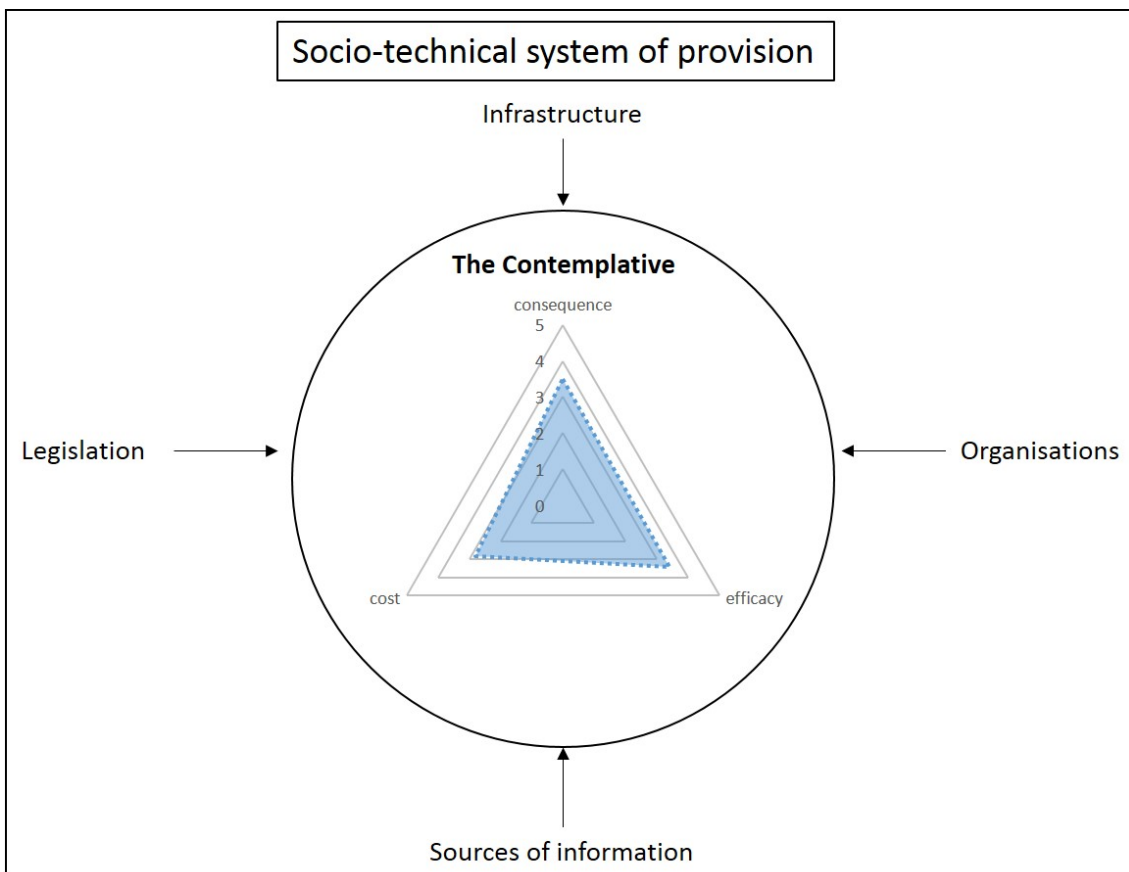 Socio-technical system of provision
Infrastructure
The Contemplative
consequence
5
4
3
2
1
0
Legislation
Organisations
cost
efficacy
Sources of information